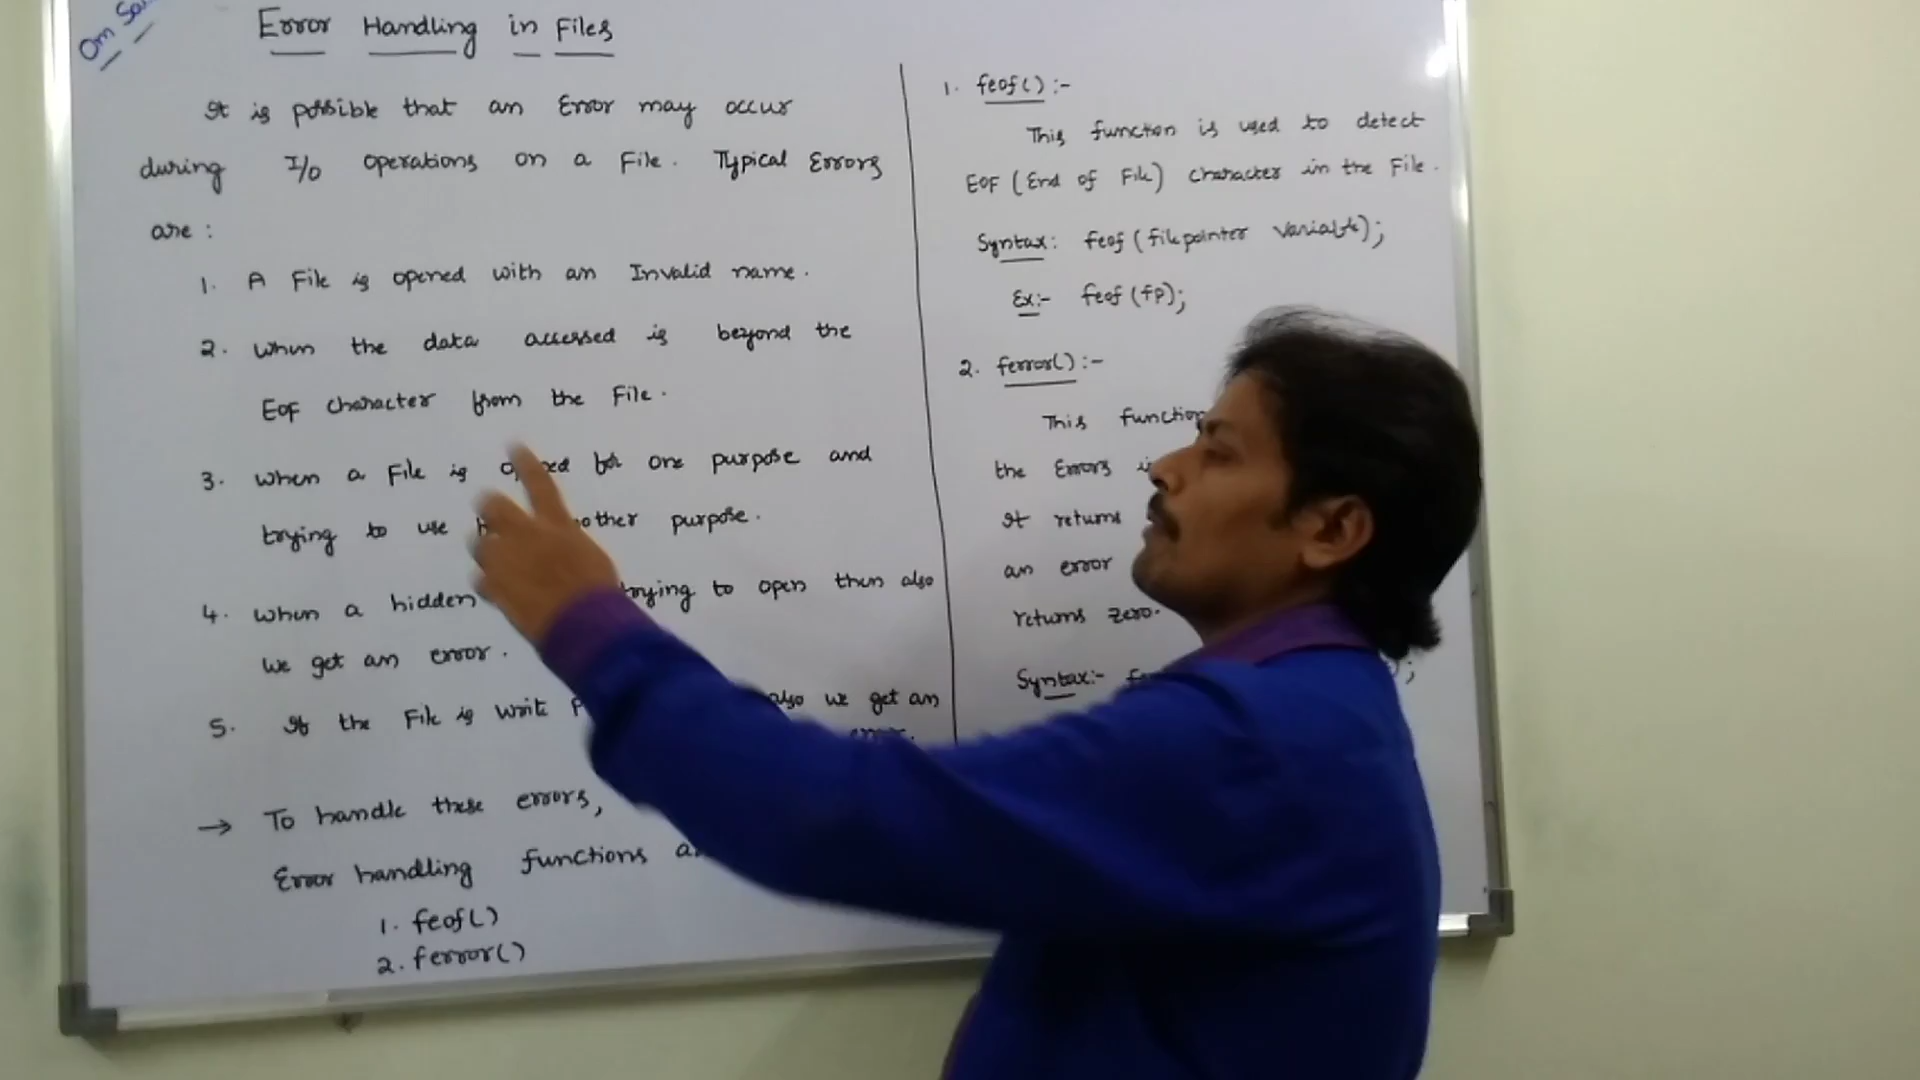 Om Sai
Error Handling in Files
It is possible that an Error may occur
during I/O operations on a File. Typical Errors
are :
1. A File is opened with an Invalid name.
2. When the data accessed is beyond the
EOF character from the File.
3. When a File is opened for one purpose and
trying to use another purpose.
4. When a hidden trying to open then also
we get an error.
5. If the File is write also we get an
error.
→ To handle these errors,
Error handling functions
1. feof()
2. ferror()
1. feof() :-
This function is used to detect
EOF (End of File) character in the File.
Syntax: feof(filepointer variable);
Ex:- feof(fp);
2. ferror() :-
This function
the Errors
It returns
an error
returns zero.
Syntax:-